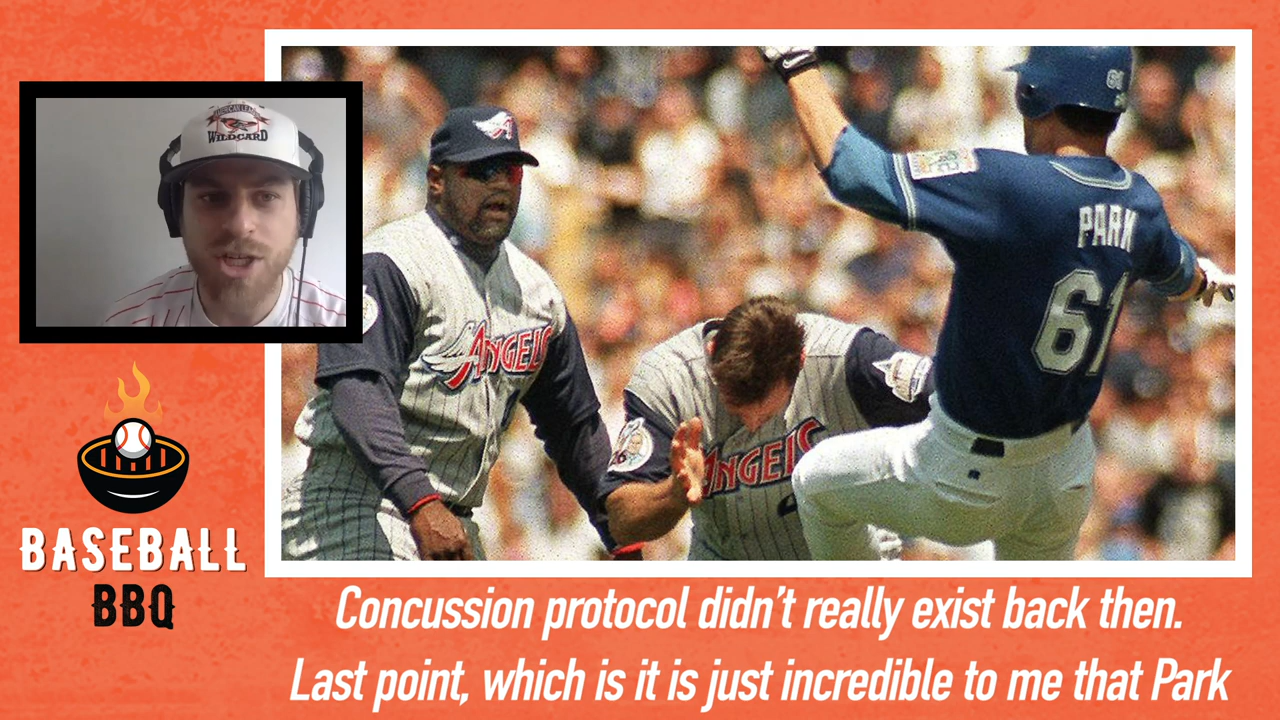 WILDCARD
ANGELS
ANGELS
PARK
61
BASEBALL
BBQ
Concussion protocol didn't really exist back then.
Last point, which is it is just incredible to me that Park